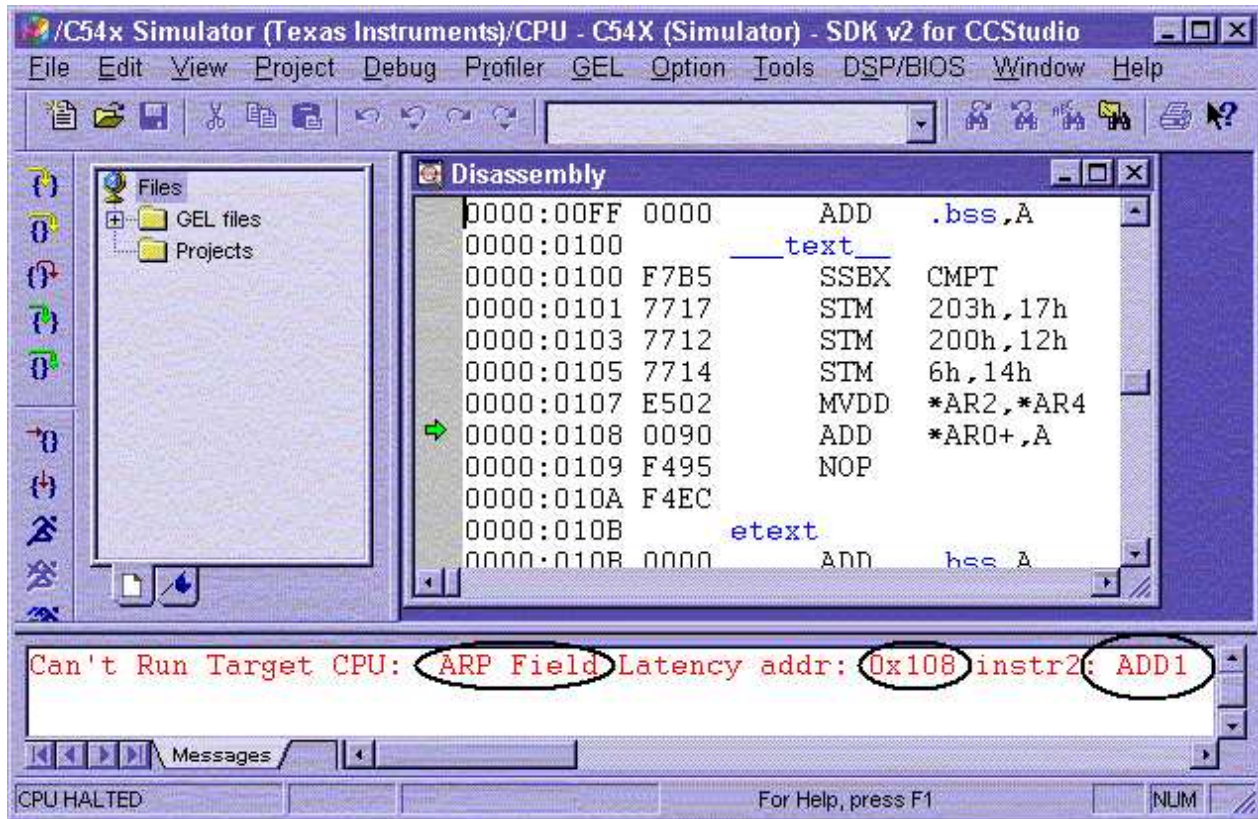 /C54x Simulator (Texas Instruments)/CPU - C54X (Simulator) - SDK v2 for CCStudio
File Edit View Project Debug Profiler GEL Option Tools DSP/BIOS Window Help
Files
GEL files
Projects
Disassembly
0000:00FF 0000 ADD .bss,A
0000:0100 ___text__
0000:0100 F7B5 SSBX CMPT
0000:0101 7717 STM 203h,17h
0000:0103 7712 STM 200h,12h
0000:0105 7714 STM 6h,14h
0000:0107 E502 MVDD *AR2,*AR4
0000:0108 0090 ADD *AR0+,A
0000:0109 F495 NOP
0000:010A F4EC
0000:010B etext
0000:010B 0000 ADD .bss,A
Can't Run Target CPU: ARP Field Latency addr: 0x108 instr2: ADD1
Messages
CPU HALTED
For Help, press F1
NUM